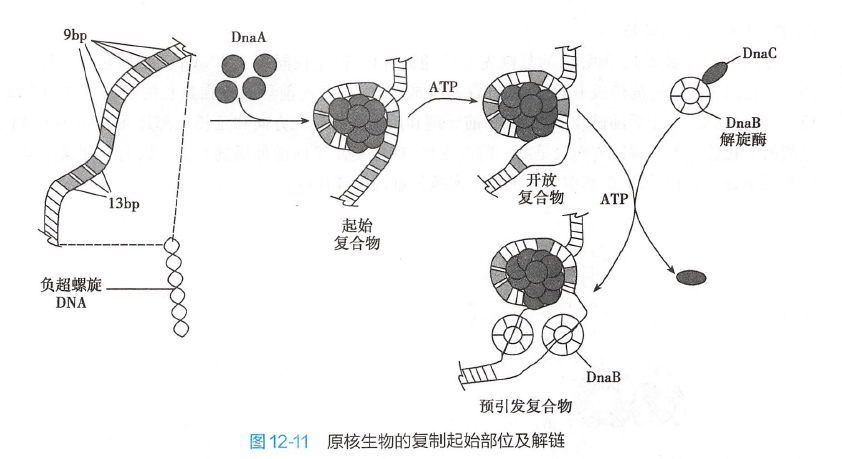 9bp
DnaA
DnaC
ATP
DnaB
解旋酶
13bp
起始
复合物
开放
复合物
ATP
负超螺旋
DNA
DnaB
预引发复合物
图12-11 原核生物的复制起始部位及解链